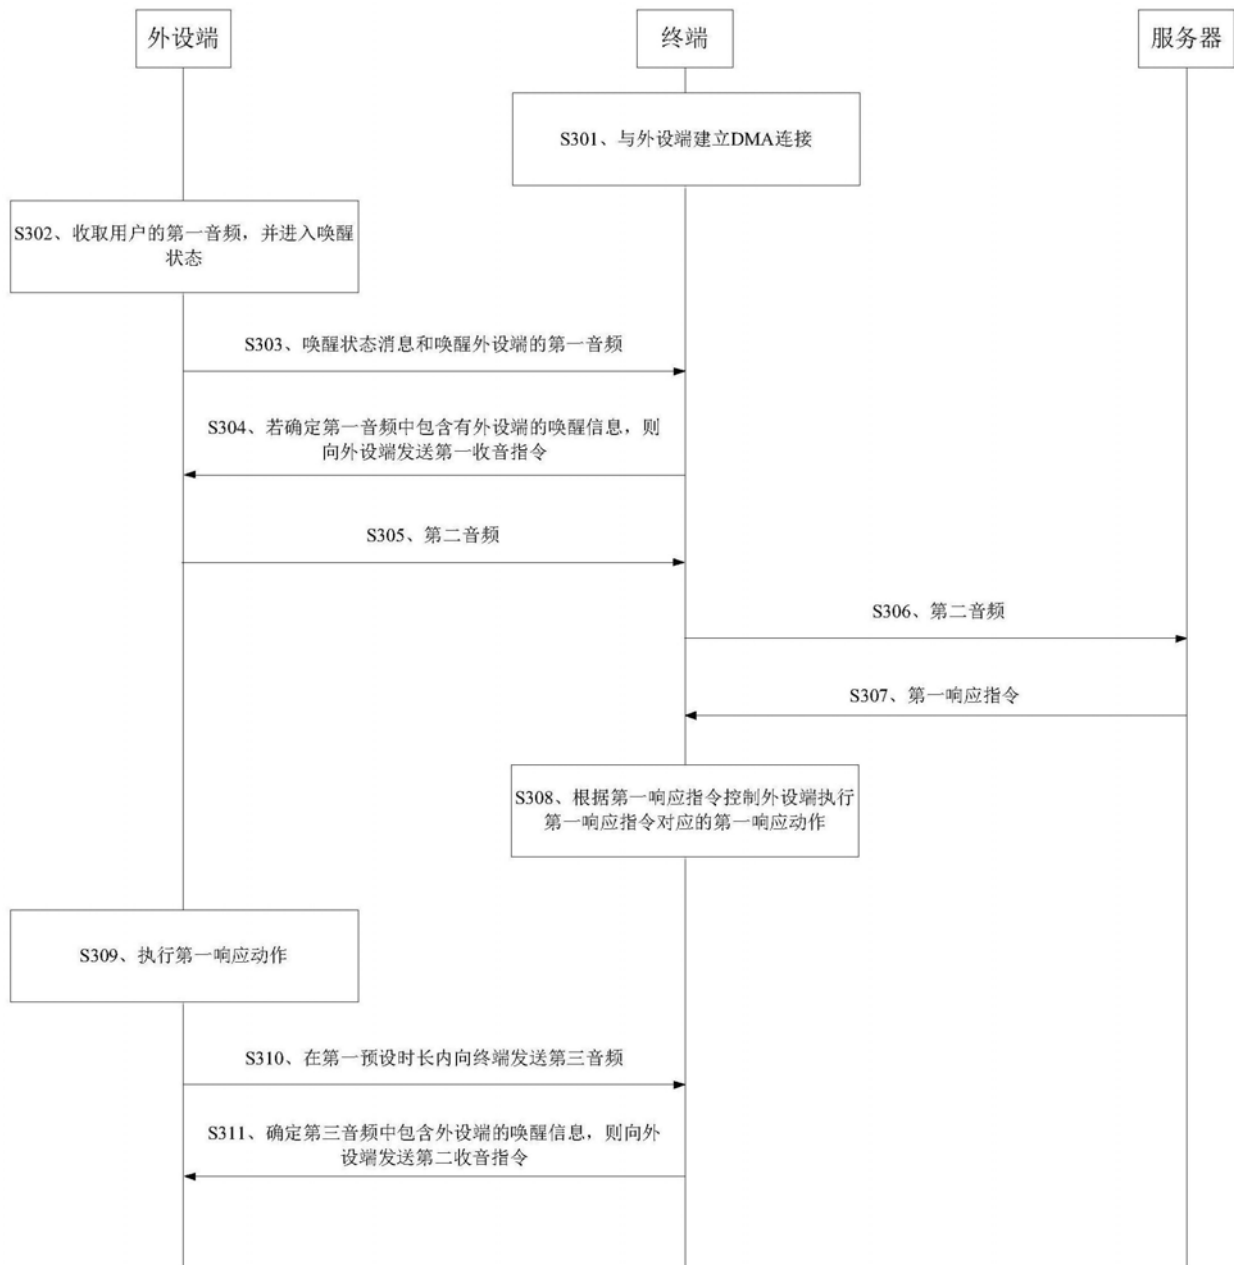 外设端
终端
服务器
S301、与外设端建立DMA连接
S302、收取用户的第一音频，并进入唤醒
状态
S303、唤醒状态消息和唤醒外设端的第一音频
S304、若确定第一音频中包含有外设端的唤醒信息，则
向外设端发送第一收音指令
S305、第二音频
S306、第二音频
S307、第一响应指令
S308、根据第一响应指令控制外设端执行
第一响应指令对应的第一响应动作
S309、执行第一响应动作
S310、在第一预设时长内向终端发送第三音频
S311、确定第三音频中包含外设端的唤醒信息，则向外
设端发送第二收音指令